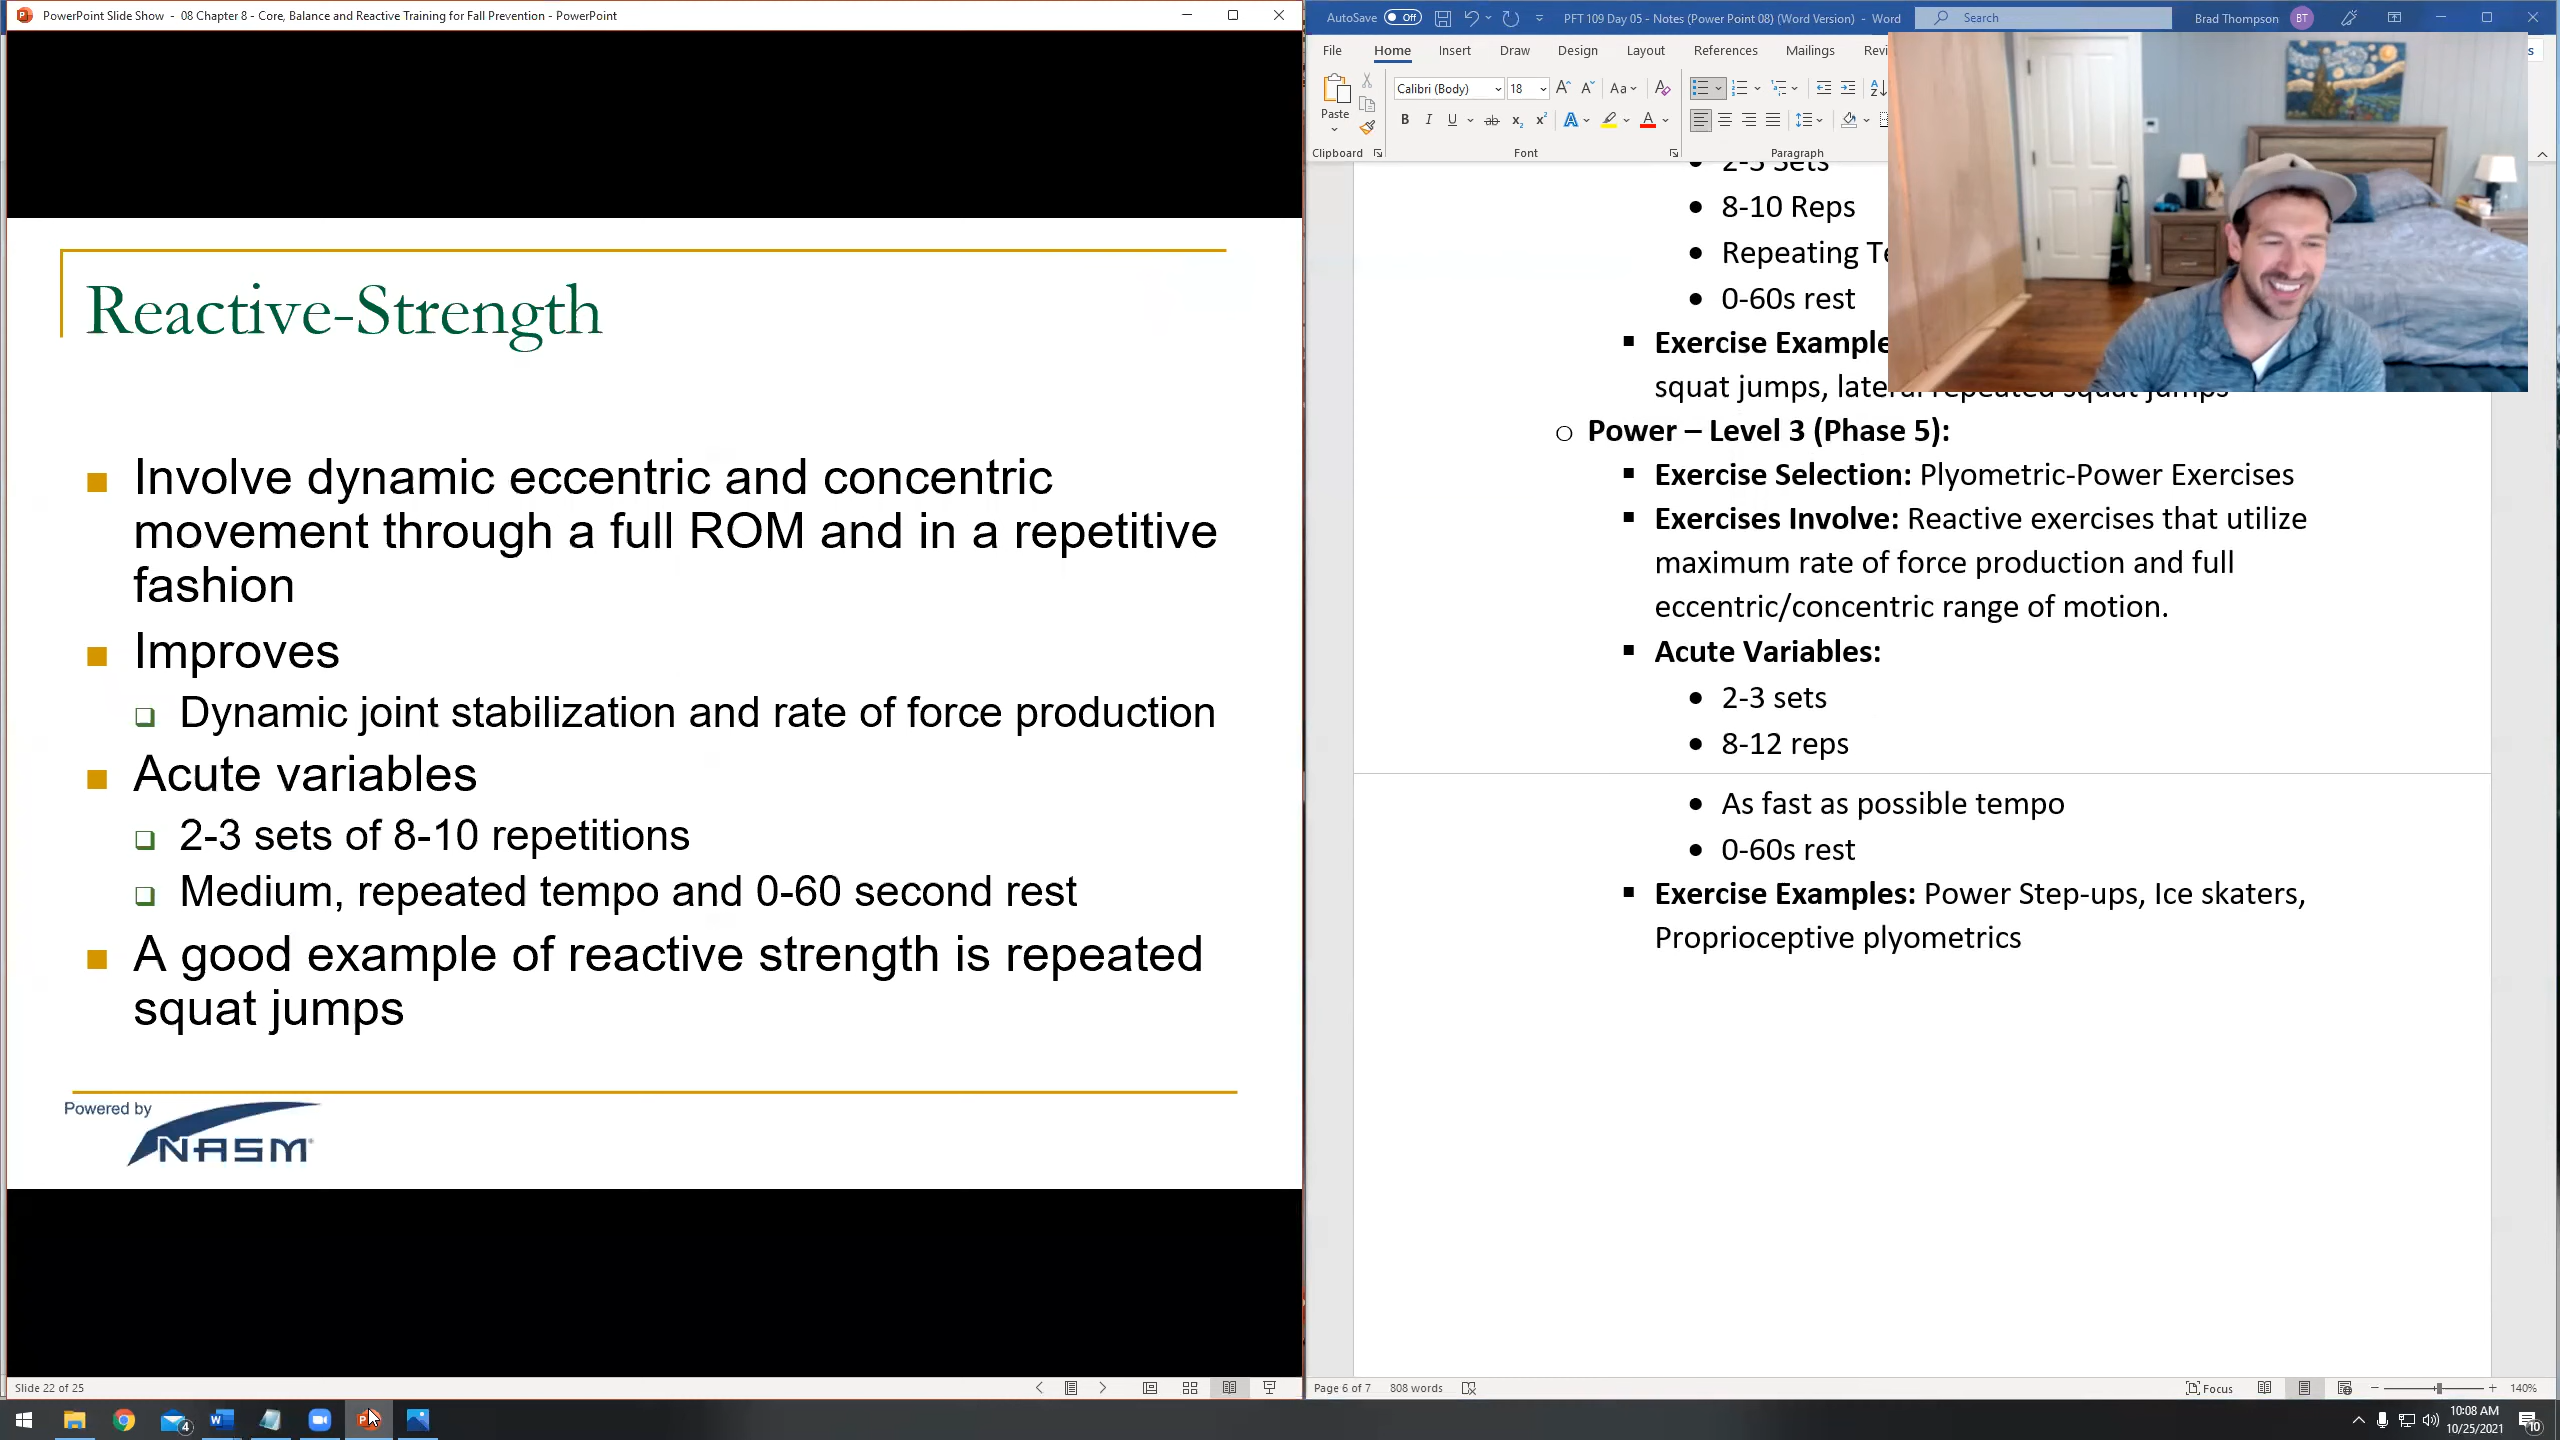 PowerPoint Slide Show - 08 Chapter 8 - Core, Balance and Reactive Training for Fall Prevention - PowerPoint
Reactive-Strength
Involve dynamic eccentric and concentric
movement through a full ROM and in a repetitive
fashion
Improves
Dynamic joint stabilization and rate of force production
Acute variables
2-3 sets of 8-10 repetitions
Medium, repeated tempo and 0-60 second rest
A good example of reactive strength is repeated
squat jumps
Powered by
NASM
Slide 22 of 25
AutoSave Off
PFT 109 Day 05 - Notes (Power Point 08) (Word Version) - Word
Search
Brad Thompson BT
File Home Insert Draw Design Layout References Mailings
Paste
Calibri (Body) 18
Clipboard Font Paragraph
8-10 Reps
Repeating
0-60s rest
Exercise Example
squat jumps, lateral repeated squat jumps
Power – Level 3 (Phase 5):
Exercise Selection: Plyometric-Power Exercises
Exercises Involve: Reactive exercises that utilize
maximum rate of force production and full
eccentric/concentric range of motion.
Acute Variables:
2-3 sets
8-12 reps
As fast as possible tempo
0-60s rest
Exercise Examples: Power Step-ups, Ice skaters,
Proprioceptive plyometrics
Page 6 of 7 808 words
Focus
140%
4
10:08 AM
10/25/2021
10